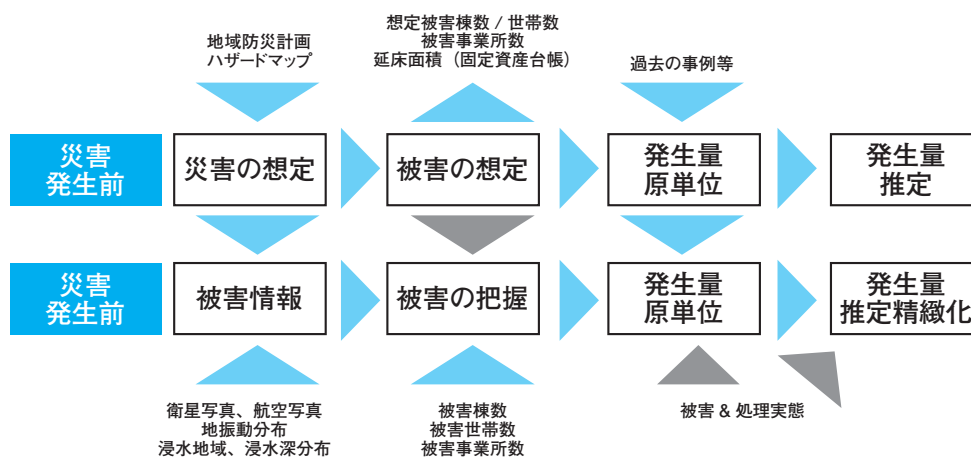 地域防災計画
ハザードマップ
想定被害棟数 / 世帯数
被害事業所数
延床面積（固定資産台帳）
過去の事例等
災害
発生前
災害の想定
被害の想定
発生量
原単位
発生量
推定
災害
発生前
被害情報
被害の把握
発生量
原単位
発生量
推定精緻化
衛星写真、航空写真
地振動分布
浸水地域、浸水深分布
被害棟数
被害世帯数
被害事業所数
被害 & 処理実態